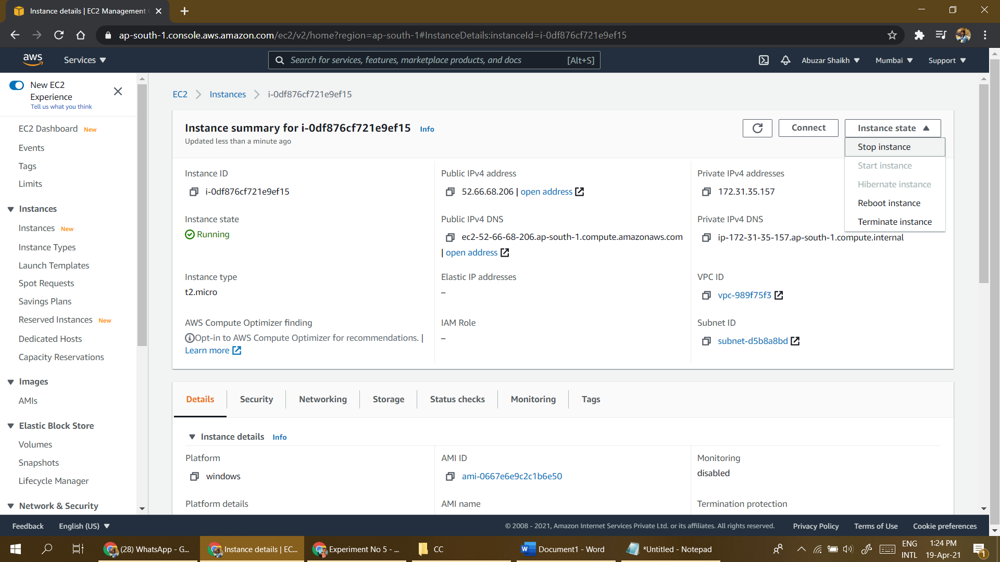 Instance details | EC2 Management
ap-south-1.console.aws.amazon.com/ec2/v2/home?region=ap-south-1#InstanceDetails:instanceId=i-0df876cf721e9ef15
aws
Services
Search for services, features, marketplace products, and docs [Alt+S]
Abuzar Shaikh
Mumbai
Support
New EC2
Experience
Tell us what you think
EC2 Dashboard New
Events
Tags
Limits
Instances
Instances New
Instance Types
Launch Templates
Spot Requests
Savings Plans
Reserved Instances New
Dedicated Hosts
Capacity Reservations
Images
AMIs
Elastic Block Store
Volumes
Snapshots
Lifecycle Manager
Network & Security
EC2 > Instances > i-0df876cf721e9ef15
Instance summary for i-0df876cf721e9ef15 Info
Updated less than a minute ago
Connect
Instance state
Stop instance
Start instance
Hibernate instance
Reboot instance
Terminate instance
Instance ID
i-0df876cf721e9ef15
Public IPv4 address
52.66.68.206 | open address
Private IPv4 addresses
172.31.35.157
Instance state
Running
Public IPv4 DNS
ec2-52-66-68-206.ap-south-1.compute.amazonaws.com
| open address
Private IPv4 DNS
ip-172-31-35-157.ap-south-1.compute.internal
Instance type
t2.micro
Elastic IP addresses
–
VPC ID
vpc-989f75f3
AWS Compute Optimizer finding
Opt-in to AWS Compute Optimizer for recommendations. |
Learn more
IAM Role
–
Subnet ID
subnet-d5b8a8bd
Details
Security
Networking
Storage
Status checks
Monitoring
Tags
Instance details Info
Platform
windows
AMI ID
ami-0667e6e9c2c1b6e50
Monitoring
disabled
Platform details
AMI name
Termination protection
Feedback
English (US)
© 2008 - 2021, Amazon Internet Services Private Ltd. or its affiliates. All rights reserved.
Privacy Policy
Terms of Use
Cookie preferences
(28) WhatsApp - G...
Instance details | EC...
Experiment No 5 - ...
CC
Document1 - Word
*Untitled - Notepad
ENG
INTL
1:24 PM
19-Apr-21
1